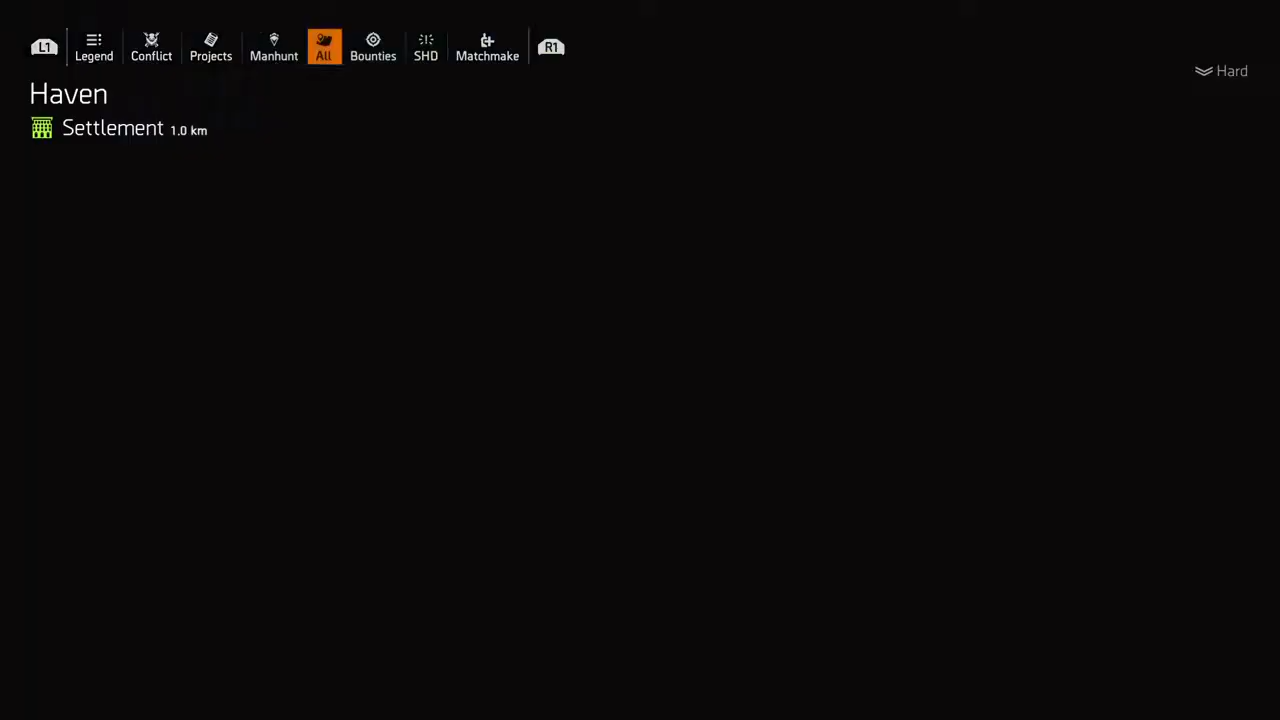 L1 Legend Conflict Projects Manhunt All Bounties SHD Matchmake R1
Hard
Haven
Settlement 1.0 km